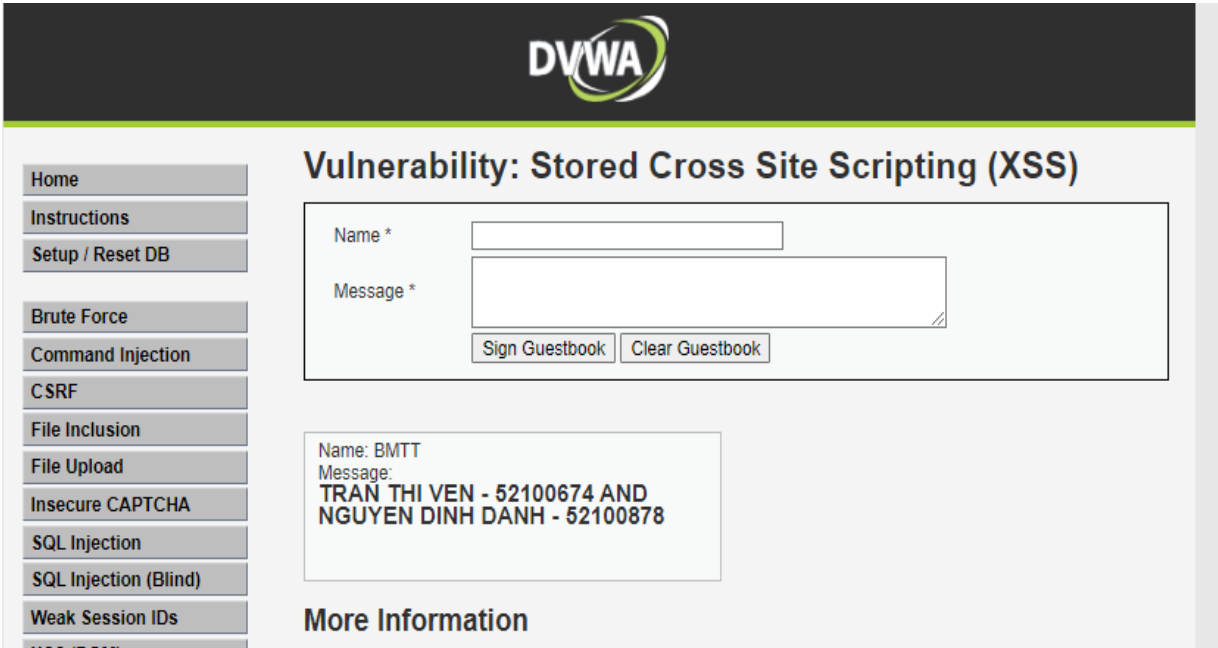 DVWA
Home
Instructions
Setup / Reset DB
Brute Force
Command Injection
CSRF
File Inclusion
File Upload
Insecure CAPTCHA
SQL Injection
SQL Injection (Blind)
Weak Session IDs
Vulnerability: Stored Cross Site Scripting (XSS)
Name *
Message *
Sign Guestbook Clear Guestbook
Name: BMTT
Message:
TRAN THI VEN - 52100674 AND
NGUYEN DINH DANH - 52100878
More Information